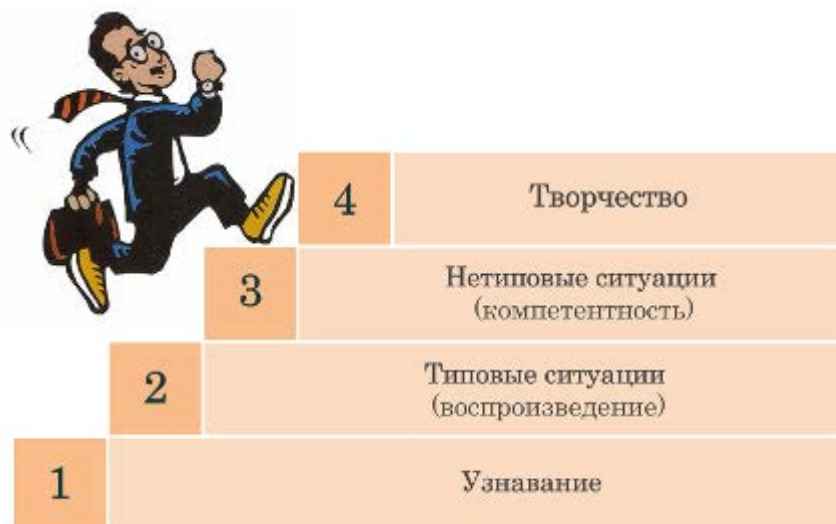 4 Творчество
3 Нетиповые ситуации
(компетентность)
2 Типовые ситуации
(воспроизведение)
1 Узнавание